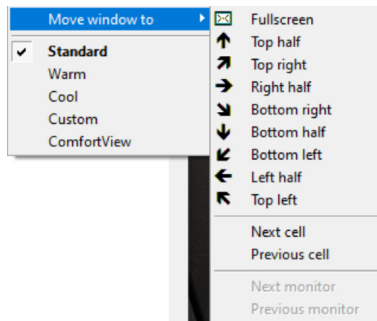 Move window to
Standard
Warm
Cool
Custom
ComfortView
Fullscreen
Top half
Top right
Right half
Bottom right
Bottom half
Bottom left
Left half
Top left
Next cell
Previous cell
Next monitor
Previous monitor